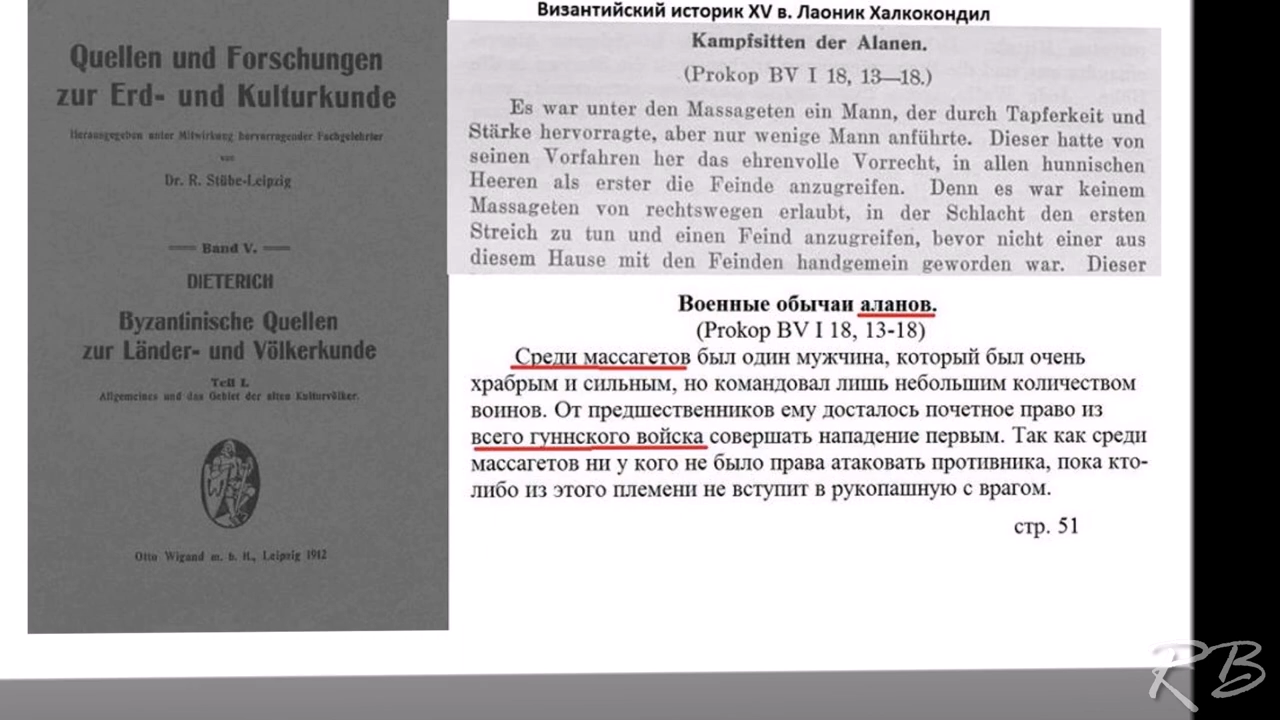 Византийский историк XV в. Лаоник Халкокондил
Quellen und Forschungen
zur Erd- und Kulturkunde
Herausgegeben unter Mitwirkung hervorragender Fachgelehrter
von
Dr. R. Stübe-Leipzig
Band V.
DIETERICH
Byzantinische Quellen
zur Länder- und Völkerkunde
Teil I.
Allgemeines und das Gebiet der alten Kulturvölker.
Otto Wigand m. b. H., Leipzig 1912
Kampfsitten der Alanen.
(Prokop BV I 18, 13—18.)
Es war unter den Massageten ein Mann, der durch Tapferkeit und
Stärke hervorragte, aber nur wenige Mann anführte. Dieser hatte von
seinen Vorfahren her das ehrenvolle Vorrecht, in allen hunnischen
Heeren als erster die Feinde anzugreifen. Denn es war keinem
Massageten von rechtswegen erlaubt, in der Schlacht den ersten
Streich zu tun und einen Feind anzugreifen, bevor nicht einer aus
diesem Hause mit den Feinden handgemein geworden war. Dieser
Военные обычаи аланов.
(Prokop BV I 18, 13-18)
Среди массагетов был один мужчина, который был очень
храбрым и сильным, но командовал лишь небольшим количеством
воинов. От предшественников ему досталось почетное право из
всего гуннского войска совершать нападение первым. Так как среди
массагетов ни у кого не было права атаковать противника, пока кто-
либо из этого племени не вступит в рукопашную с врагом.
стр. 51
RB